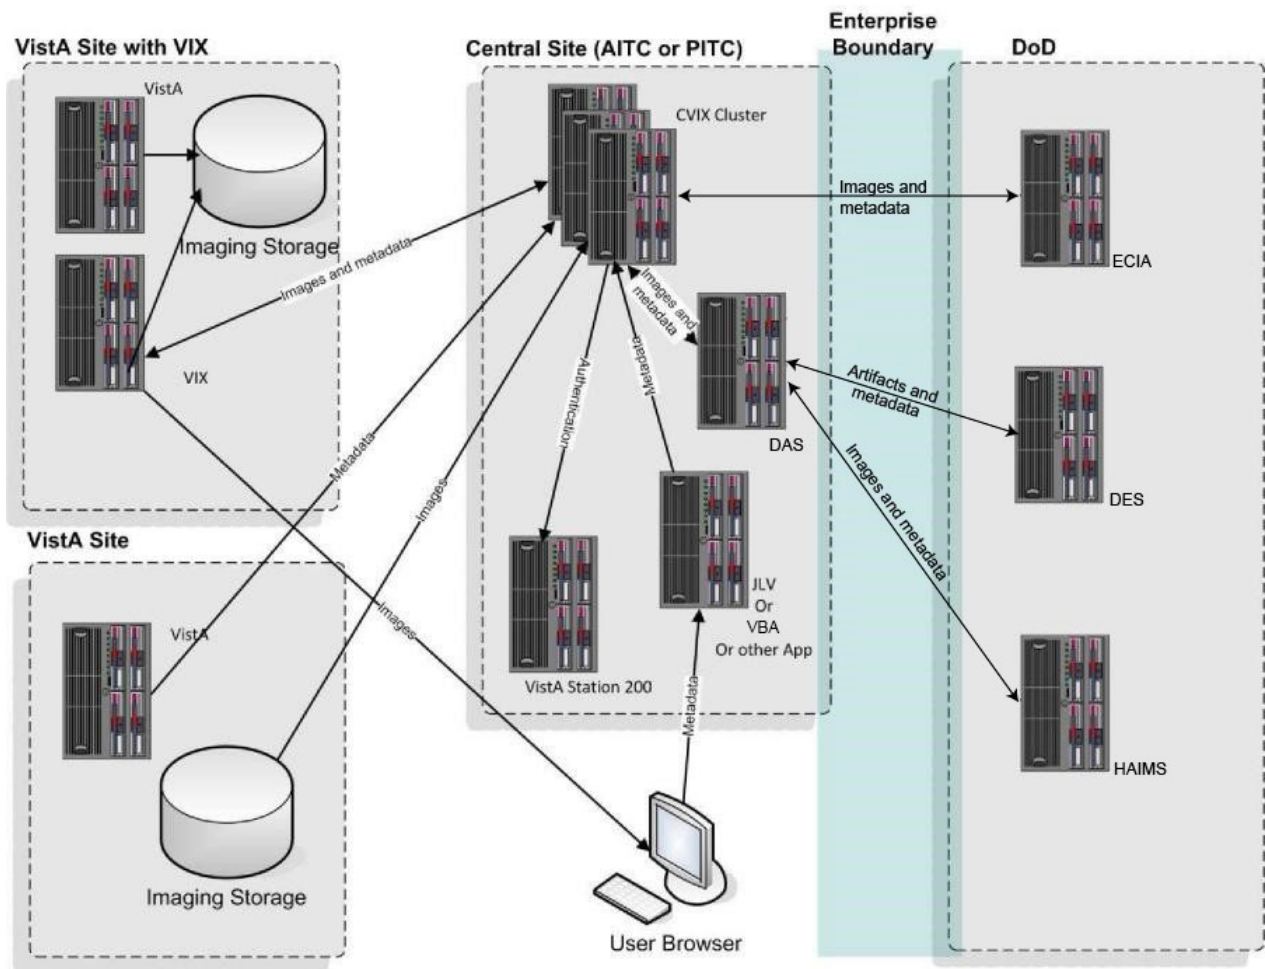 VistA Site with VIX
VistA
Imaging Storage
VIX
Images and metadata
Central Site (AITC or PITC)
CVIX Cluster
Images and
metadata
DAS
Authentication
Metadata
VistA Station 200
JLV
Or
VBA
Or other App
Enterprise
Boundary
Images and
metadata
Artifacts and
metadata
Images and metadata
DoD
ECIA
DES
HAIMS
VistA Site
VistA
Imaging Storage
Metadata
Images
Images
Metadata
User Browser